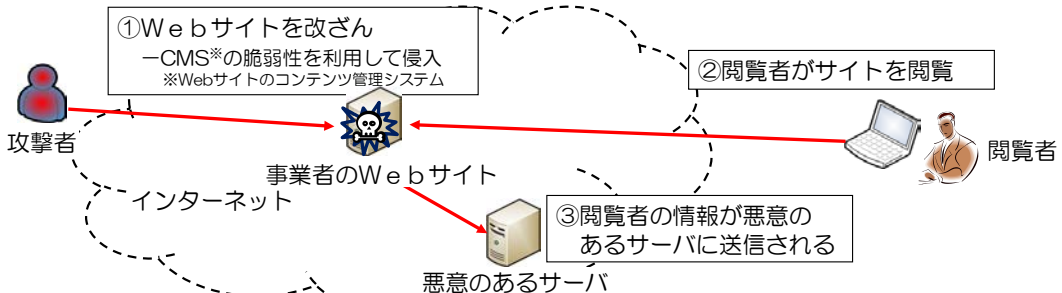 ①Ｗｅｂサイトを改ざん
－CMS※の脆弱性を利用して侵入
※Webサイトのコンテンツ管理システム
②閲覧者がサイトを閲覧
攻撃者
閲覧者
事業者のＷｅｂサイト
インターネット
③閲覧者の情報が悪意の
あるサーバに送信される
悪意のあるサーバ